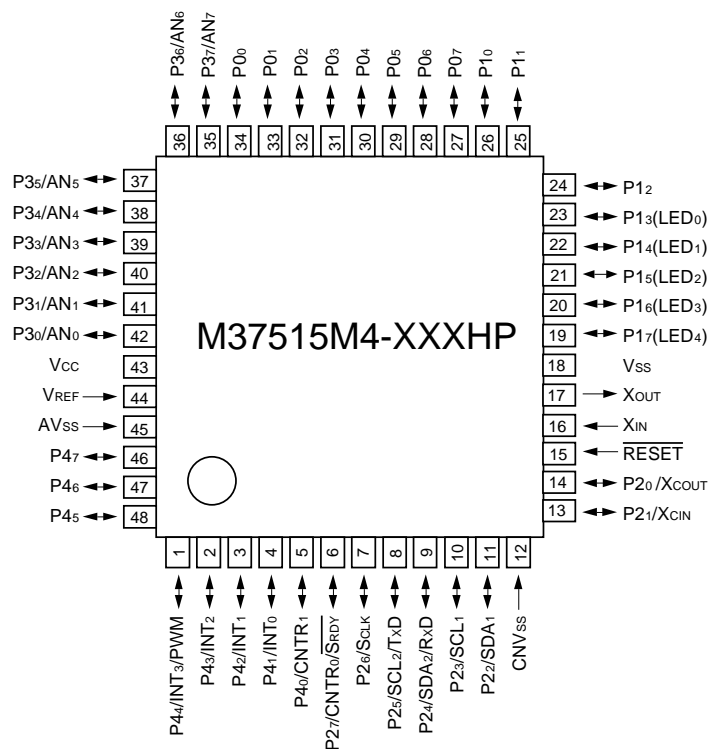 P36/AN6
P37/AN7
P00
P01
P02
P03
P04
P05
P06
P07
P10
P11
36
35
34
33
32
31
30
29
28
27
26
25
P35/AN5
37
P34/AN4
38
P33/AN3
39
P32/AN2
40
P31/AN1
41
P30/AN0
42
VCC
43
VREF
44
AVSS
45
P47
46
P46
47
P45
48
M37515M4-XXXHP
24
P12
23
P13(LED0)
22
P14(LED1)
21
P15(LED2)
20
P16(LED3)
19
P17(LED4)
18
VSS
17
XOUT
16
XIN
15
RESET
14
P20/XCOUT
13
P21/XCIN
1
2
3
4
5
6
7
8
9
10
11
12
P44/INT3/PWM
P43/INT2
P42/INT1
P41/INT0
P40/CNTR1
P27/CNTR0/SRDY
P26/SCLK
P25/SCL2/TxD
P24/SDA2/RxD
P23/SCL1
P22/SDA1
CNVSS